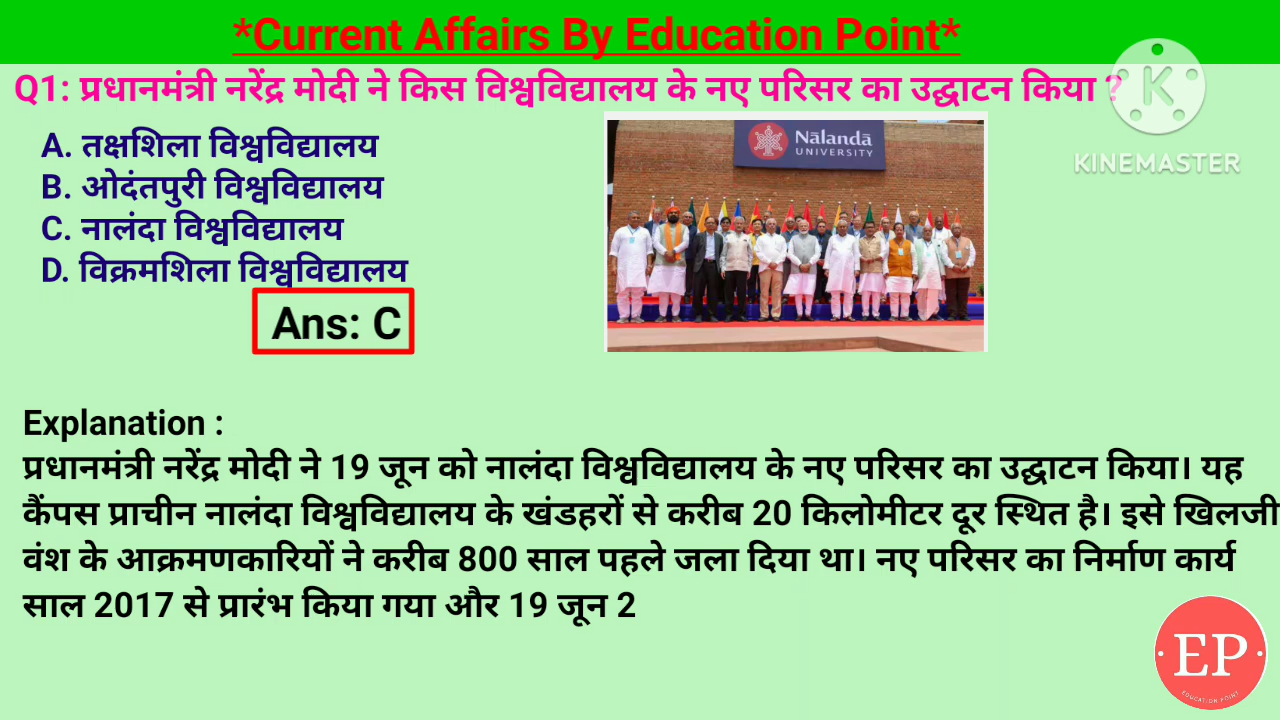 *Current Affairs By Education Point*
Q1: प्रधानमंत्री नरेंद्र मोदी ने किस विश्वविद्यालय के नए परिसर का उद्घाटन किया ?
KINEMASTER
A. तक्षशिला विश्वविद्यालय
B. ओदंतपुरी विश्वविद्यालय
C. नालंदा विश्वविद्यालय
D. विक्रमशिला विश्वविद्यालय
Nālandā
UNIVERSITY
Ans: C
Explanation :
प्रधानमंत्री नरेंद्र मोदी ने 19 जून को नालंदा विश्वविद्यालय के नए परिसर का उद्घाटन किया। यह
कैंपस प्राचीन नालंदा विश्वविद्यालय के खंडहरों से करीब 20 किलोमीटर दूर स्थित है। इसे खिलजी
वंश के आक्रमणकारियों ने करीब 800 साल पहले जला दिया था। नए परिसर का निर्माण कार्य
साल 2017 से प्रारंभ किया गया और 19 जून 2
EP
EDUCATION POINT